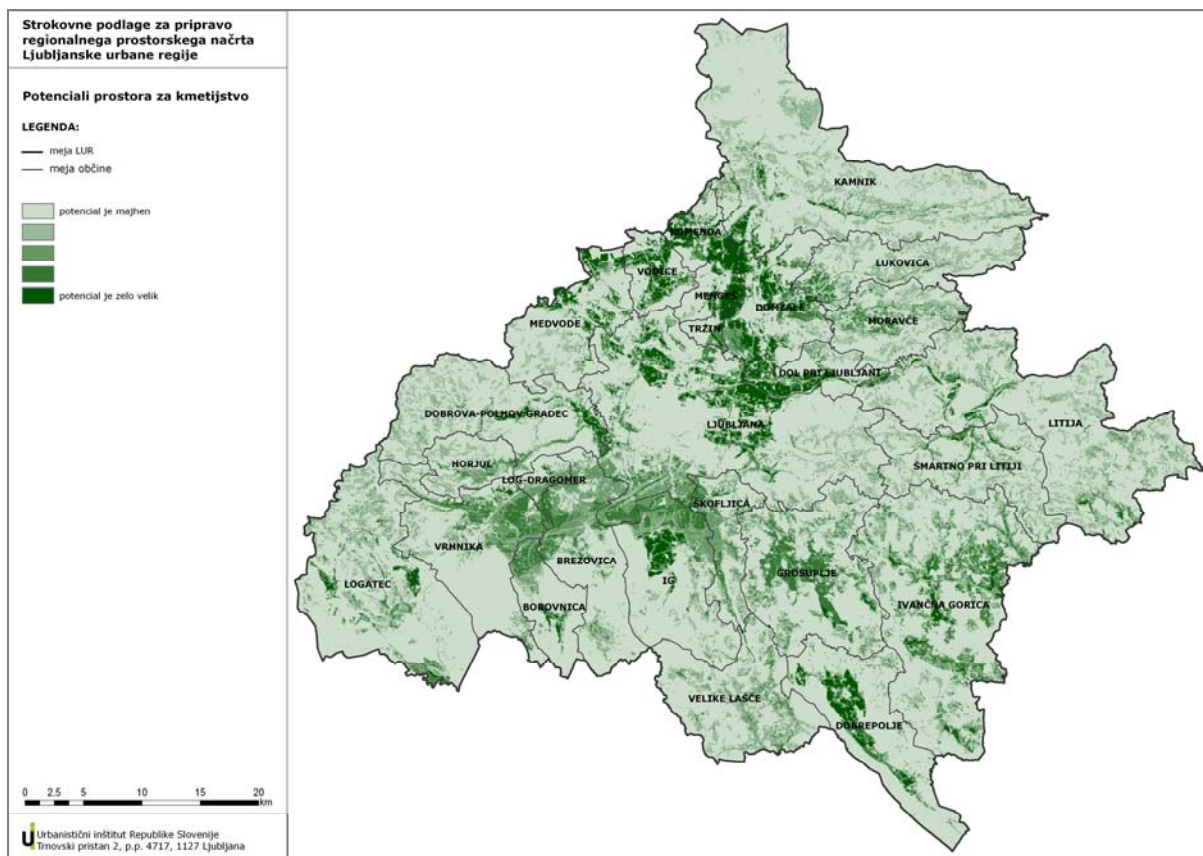 Strokovne podlage za pripravo
regionalnega prostorskega načrta
Ljubljanske urbane regije
Potenciali prostora za kmetijstvo
LEGENDA:
meja LUR
meja občine
potencial je majhen
potencial je zelo velik
KAMNIK
KOMENDA
LUKOVICA
VODICE
MENGEŠ
DOMŽALE
MORAVČE
MEDVODE
TRZIN
DOL PRI LJUBLJANI
DOBROVA-POLHOV GRADEC
LJUBLJANA
LITIJA
HORJUL
ŠMARTNO PRI LITIJI
LOG-DRAGOMER
ŠKOFLJICA
VRHNIKA
BREZOVICA
LOGATEC
IG
GROSUPLJE
IVANČNA GORICA
BOROVNICA
VELIKE LAŠČE
DOBREPOLJE
0 2,5 5 10 15 20
km
Urbanistični inštitut Republike Slovenije
Trnovski pristan 2, p.p. 4717, 1127 Ljubljana